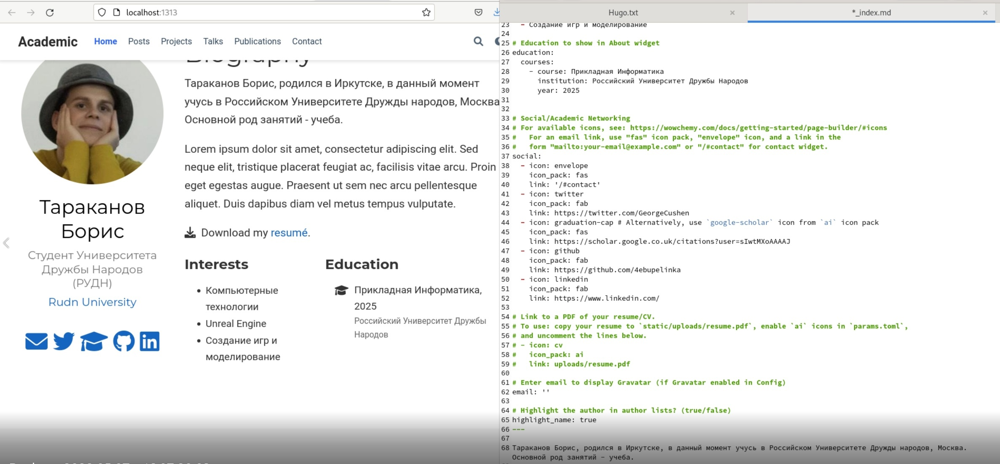 localhost:1313
Academic
Home Posts Projects Talks Publications Contact
Biography
Тараканов Борис, родился в Иркутске, в данный момент
учусь в Российском Университете Дружды народов, Москва
Основной род занятий - учеба.
Lorem ipsum dolor sit amet, consectetur adipiscing elit. Sed
neque elit, tristique placerat feugiat ac, facilisis vitae arcu. Proin
eget egestas augue. Praesent ut sem nec arcu pellentesque
aliquet. Duis dapibus diam vel metus tempus vulputate.
Download my resumé.
Тараканов
Борис
Студент Университета
Дружбы Народов
(РУДН)
Rudn University
Interests
Компьютерные
технологии
Unreal Engine
Создание игр и
моделирование
Education
Прикладная Информатика,
2025
Российский Университет Дружбы
Народов
Hugo.txt
*_index.md
23   - Создание игр и моделирование
24
25 # Education to show in About widget
26 education:
27   courses:
28     - course: Прикладная Информатика
29       institution: Российский Университет Дружбы Народов
30       year: 2025
31
32
33 # Social/Academic Networking
34 # For available icons, see: https://wowchemy.com/docs/getting-started/page-builder/#icons
35 #   For an email link, use "fas" icon pack, "envelope" icon, and a link in the
36 #   form "mailto:your-email@example.com" or "/#contact" for contact widget.
37 social:
38   - icon: envelope
39     icon_pack: fas
40     link: '/#contact'
41   - icon: twitter
42     icon_pack: fab
43     link: https://twitter.com/GeorgeCushen
44   - icon: graduation-cap # Alternatively, use `google-scholar` icon from `ai` icon pack
45     icon_pack: fas
46     link: https://scholar.google.co.uk/citations?user=sIwtMXoAAAAJ
47   - icon: github
48     icon_pack: fab
49     link: https://github.com/4ebupelinka
50   - icon: linkedin
51     icon_pack: fab
52     link: https://www.linkedin.com/
53
54 # Link to a PDF of your resume/CV.
55 # To use: copy your resume to `static/uploads/resume.pdf`, enable `ai` icons in `params.toml`,
56 # and uncomment the lines below.
57 # - icon: cv
58 #   icon_pack: ai
59 #   link: uploads/resume.pdf
60
61 # Enter email to display Gravatar (if Gravatar enabled in Config)
62 email: ''
63
64 # Highlight the author in author lists? (true/false)
65 highlight_name: true
66 ---
67
68 Тараканов Борис, родился в Иркутске, в данный момент учусь в Российском Университете Дружды народов, Москва.
Основной род занятий - учеба.